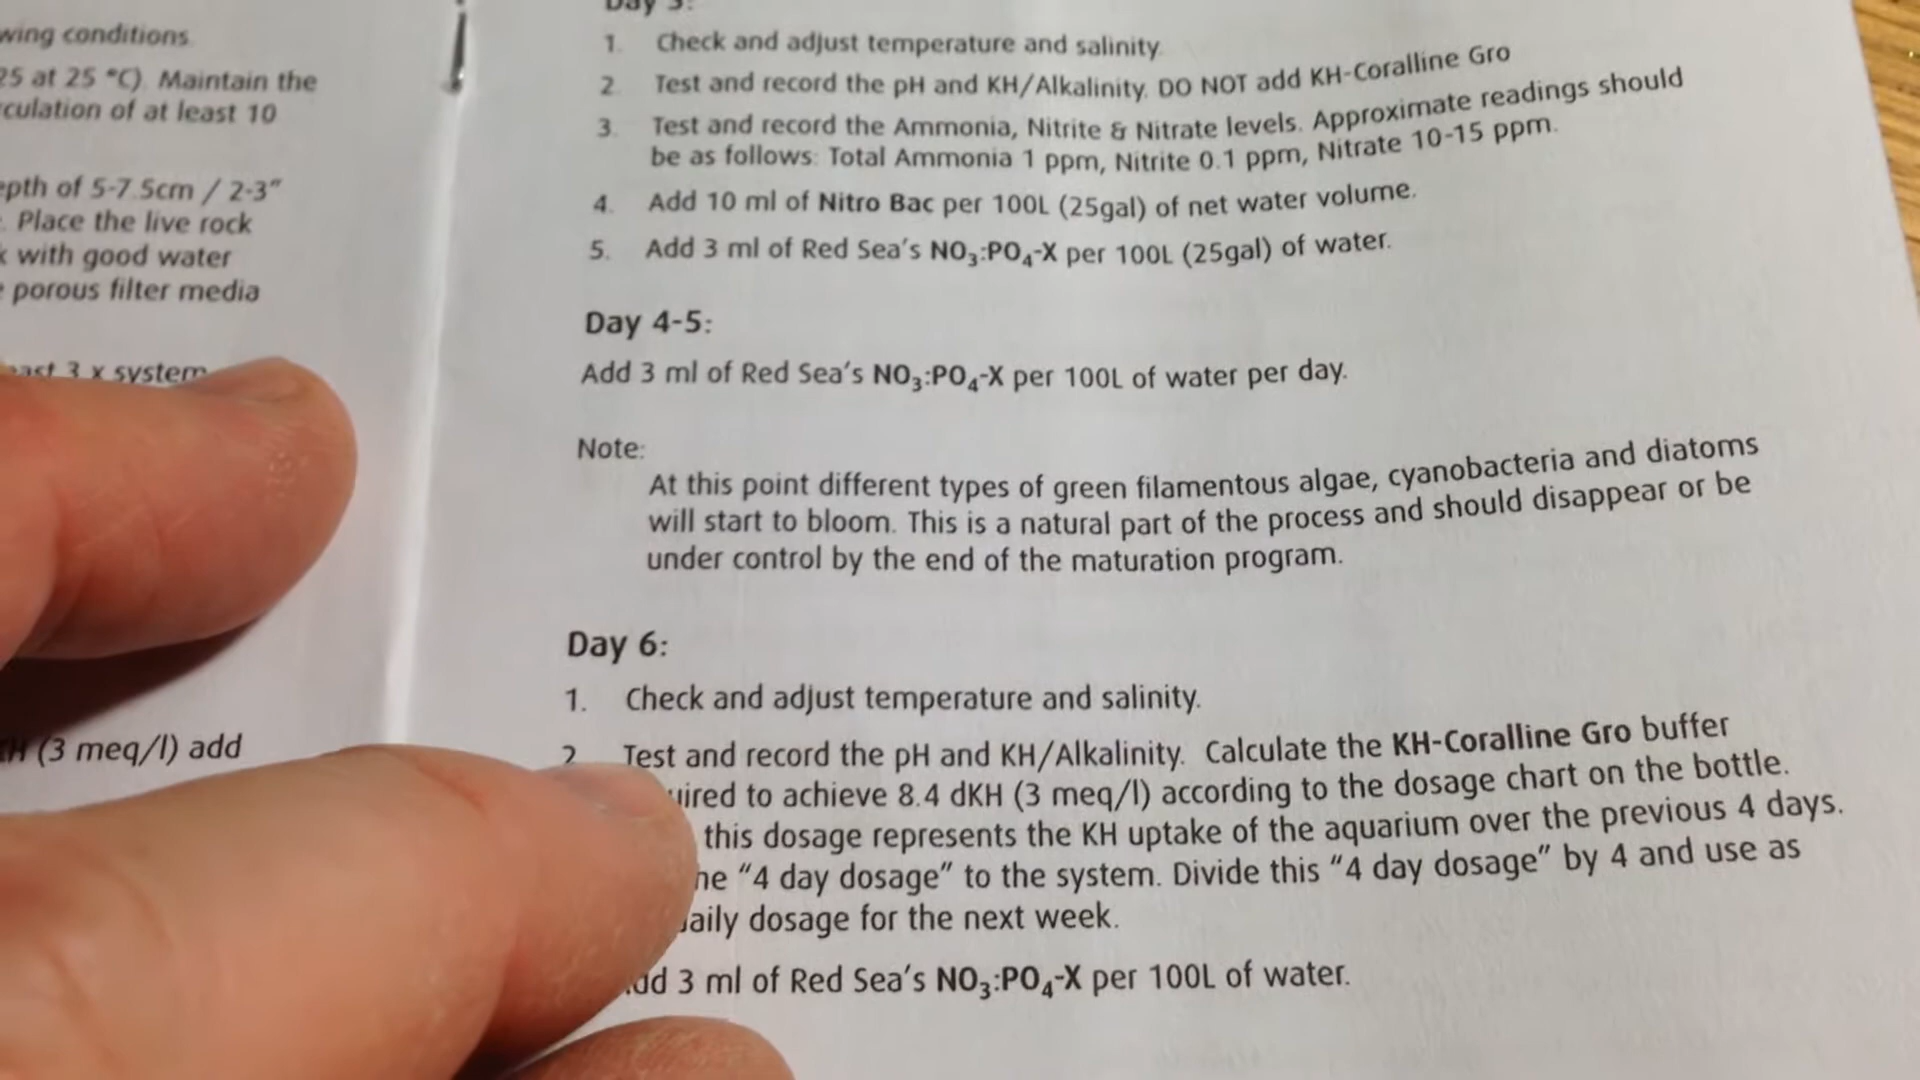 wing conditions.
25 at 25 °C). Maintain the
culation of at least 10
epth of 5-7.5cm / 2-3"
. Place the live rock
k with good water
porous filter media
3 x system
(3 meq/l) add
Day 3:
1. Check and adjust temperature and salinity.
2. Test and record the pH and KH/Alkalinity. DO NOT add KH-Coralline Gro
3. Test and record the Ammonia, Nitrite & Nitrate levels. Approximate readings should
be as follows: Total Ammonia 1 ppm, Nitrite 0.1 ppm, Nitrate 10-15 ppm.
4. Add 10 ml of Nitro Bac per 100L (25gal) of net water volume.
5. Add 3 ml of Red Sea's NO₃:PO₄-X per 100L (25gal) of water.
Day 4-5:
Add 3 ml of Red Sea's NO₃:PO₄-X per 100L of water per day.
Note:
At this point different types of green filamentous algae, cyanobacteria and diatoms
will start to bloom. This is a natural part of the process and should disappear or be
under control by the end of the maturation program.
Day 6:
1. Check and adjust temperature and salinity.
2 Test and record the pH and KH/Alkalinity. Calculate the KH-Coralline Gro buffer
uired to achieve 8.4 dKH (3 meq/l) according to the dosage chart on the bottle.
this dosage represents the KH uptake of the aquarium over the previous 4 days.
he "4 day dosage" to the system. Divide this "4 day dosage" by 4 and use as
aily dosage for the next week.
dd 3 ml of Red Sea's NO₃:PO₄-X per 100L of water.